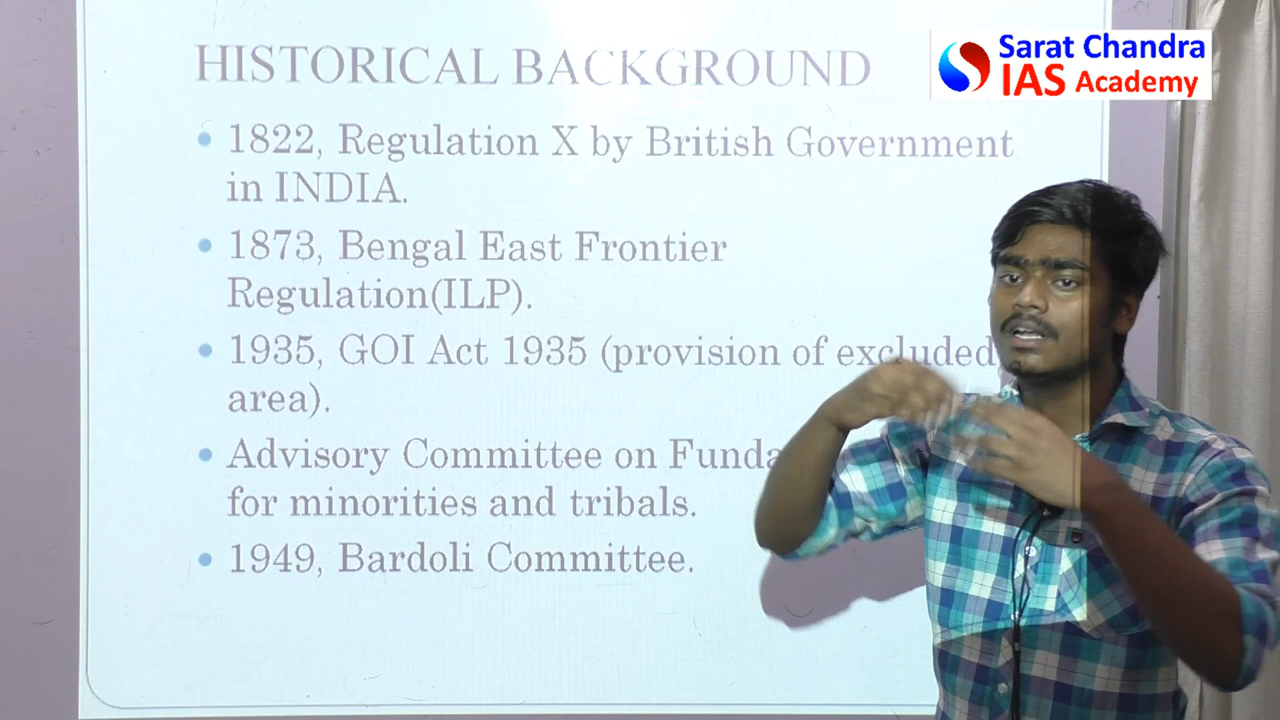 HISTORICAL BACKGROUND
Sarat Chandra
IAS Academy
1822, Regulation X by British Government
in INDIA.
1873, Bengal East Frontier
Regulation(ILP).
1935, GOI Act 1935 (provision of excluded
area).
Advisory Committee on
for minorities and tribals.
1949, Bardoli Committee.